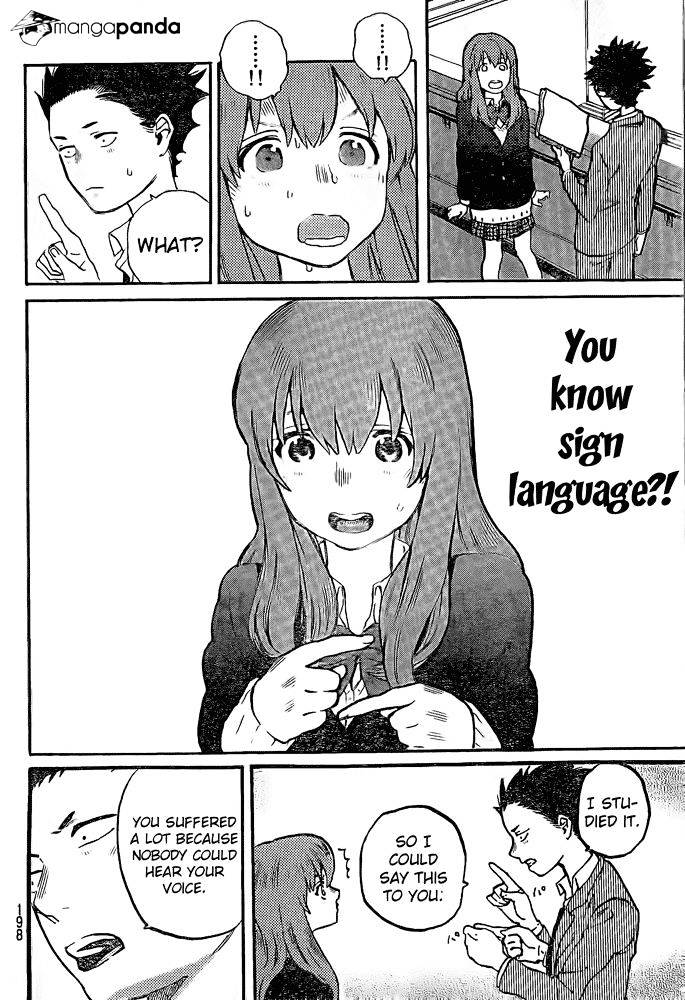 mangapanda
......!!
......!!
WHAT?
You
know
sign
language?!
I STU-
DIED IT.
SO I
COULD
SAY THIS
TO YOU:
YOU SUFFERED
A LOT BECAUSE
NOBODY COULD
HEAR YOUR
VOICE.
198